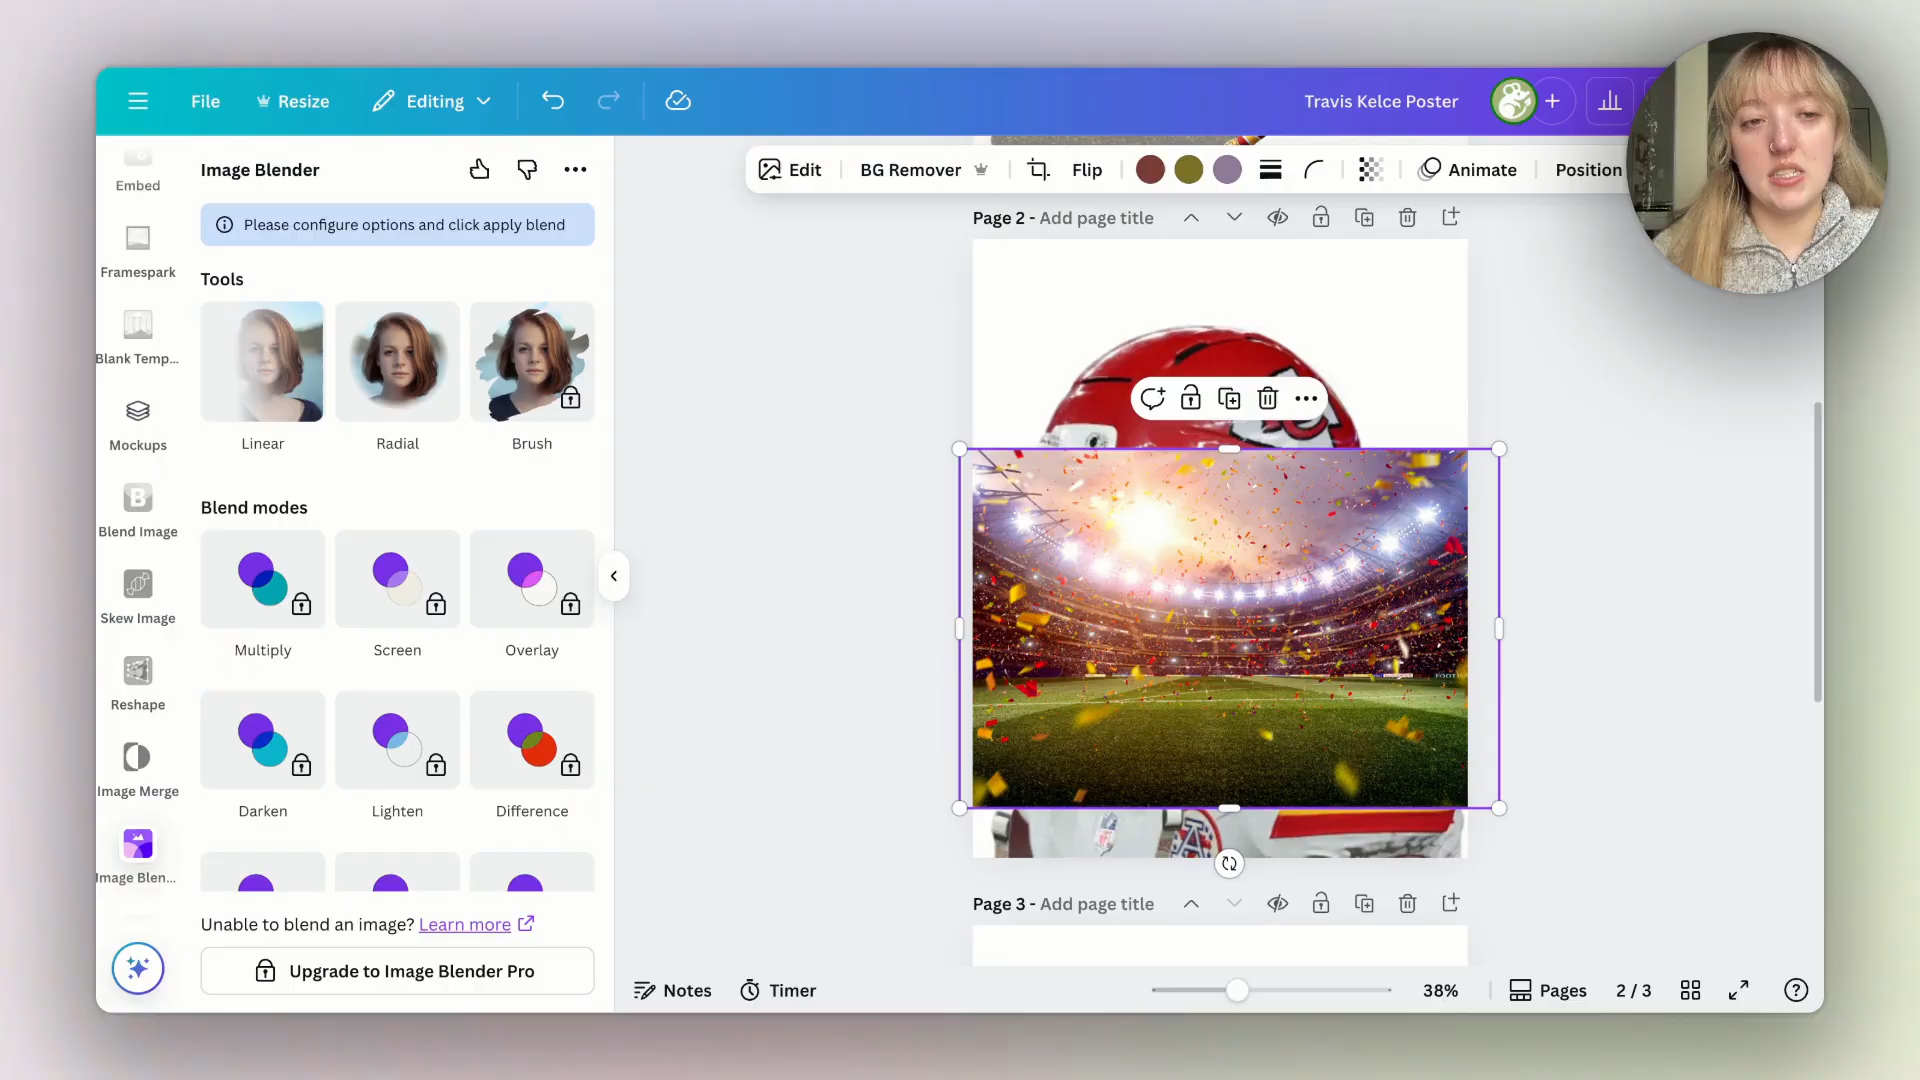 File
Resize
Editing
Travis Kelce Poster
Embed
Framespark
Blank Temp...
Mockups
Blend Image
Skew Image
Reshape
Image Merge
Image Blen...
Image Blender
Please configure options and click apply blend
Tools
Linear
Radial
Brush
Blend modes
Multiply
Screen
Overlay
Darken
Lighten
Difference
Unable to blend an image? Learn more
Upgrade to Image Blender Pro
Edit
BG Remover
Flip
Animate
Position
Page 2 - Add page title
Page 3 - Add page title
Notes
Timer
38%
Pages
2 / 3